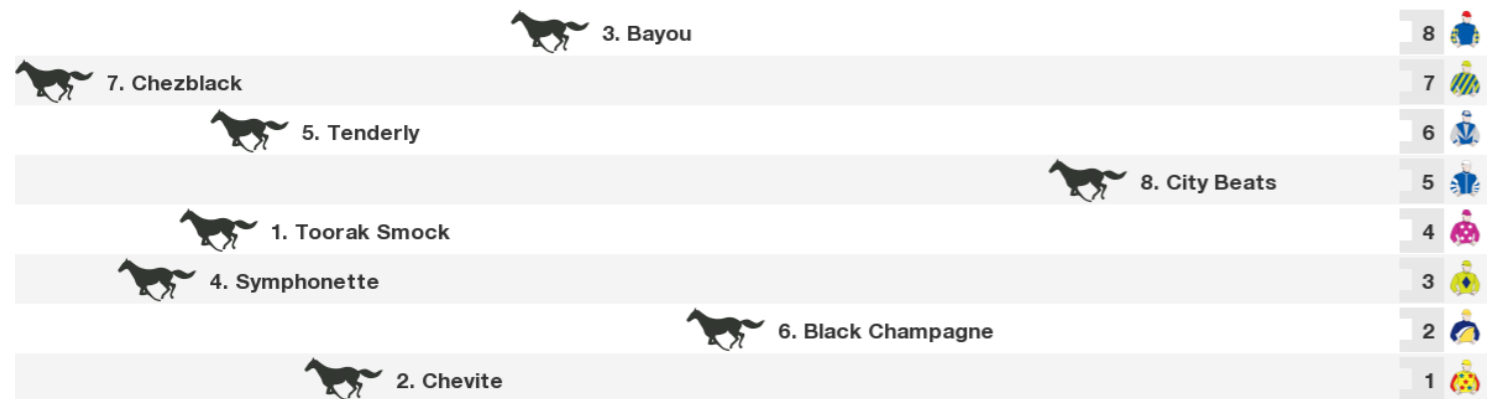 3. Bayou 8
7. Chezblack 7
5. Tenderly 6
8. City Beats 5
1. Toorak Smock 4
4. Symphonette 3
6. Black Champagne 2
2. Chevite 1